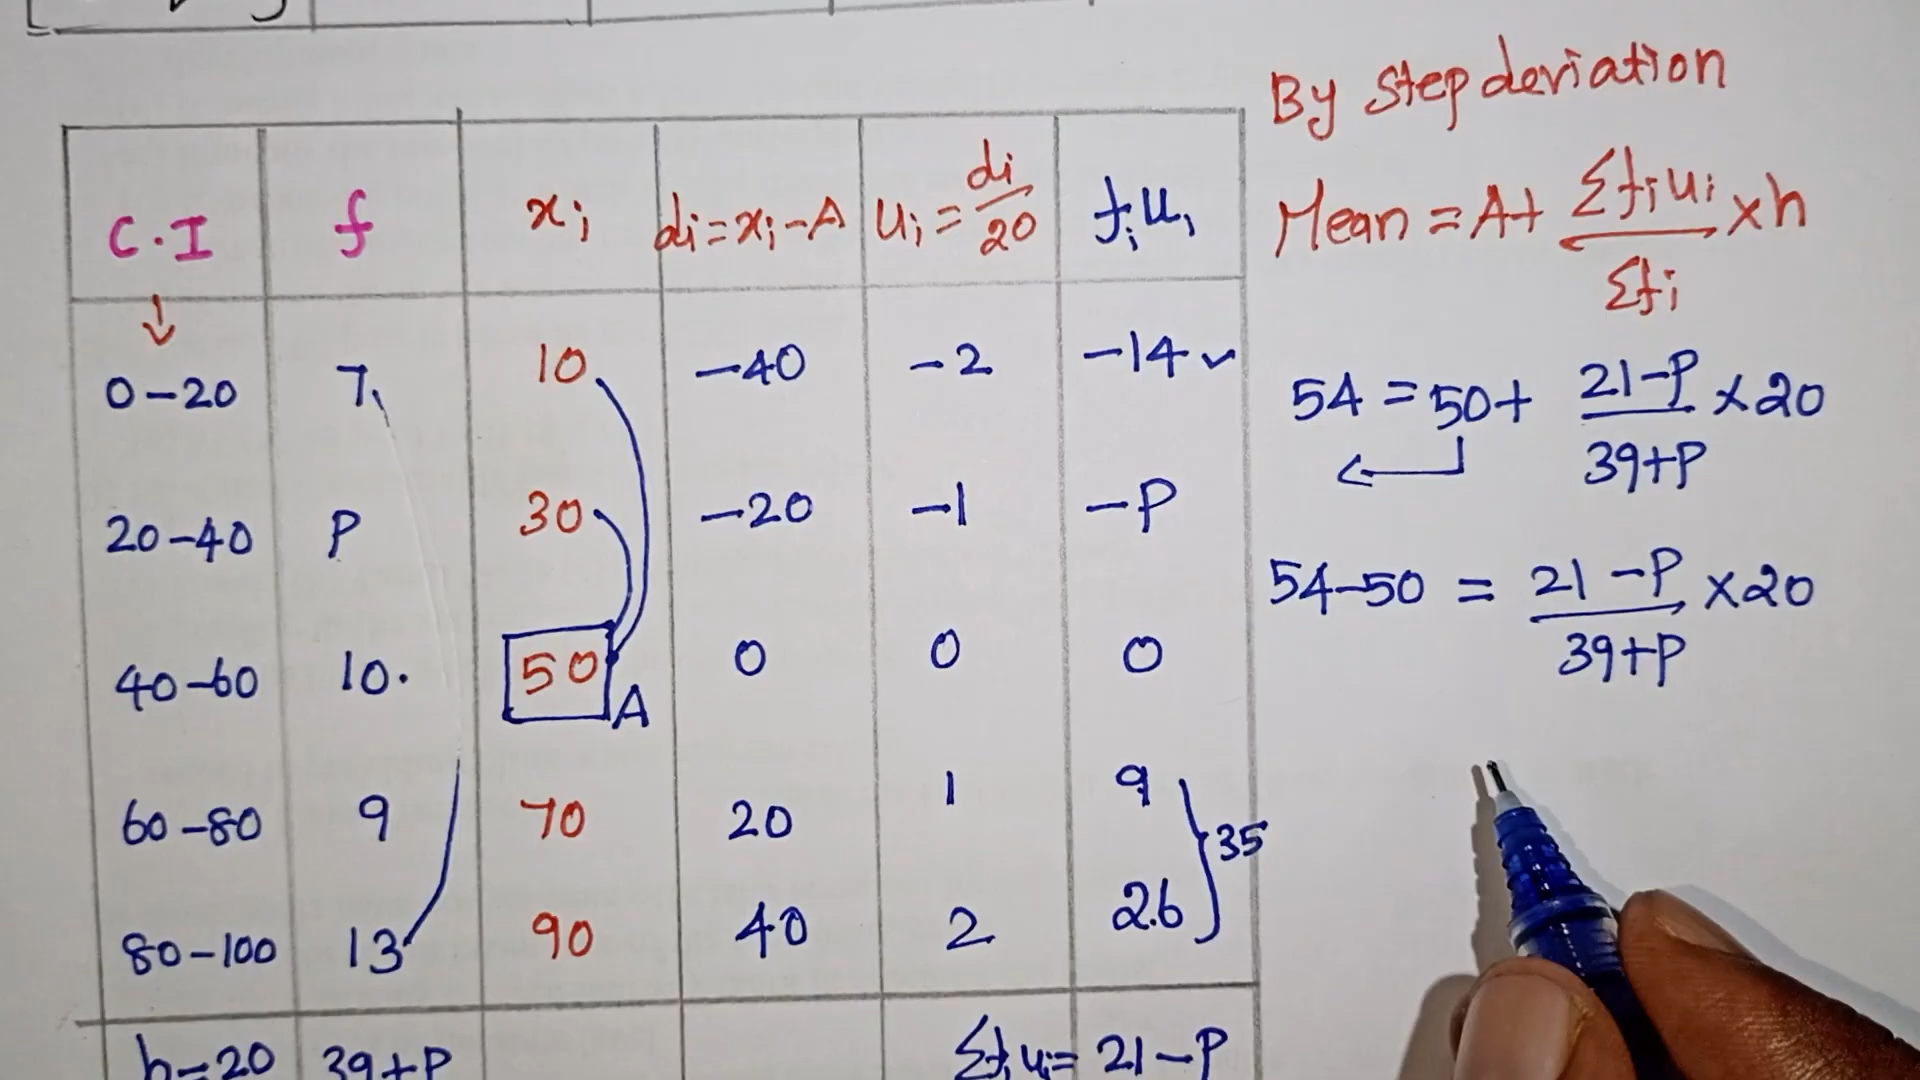 By Step deviation
Mean = A + Σfiui / Σfi × h
C.I f xi di = xi - A ui = di/20 fiui
0-20 7 10 -40 -2 -14 ✓
20-40 P 30 -20 -1 -P
40-60 10. 50 A 0 0 0
60-80 9 70 20 1 9
35
80-100 13 90 40 2 26
h=20 39+P Σfiui = 21-P
54 = 50 + 21-P / 39+P × 20
54-50 = 21-P / 39+P × 20